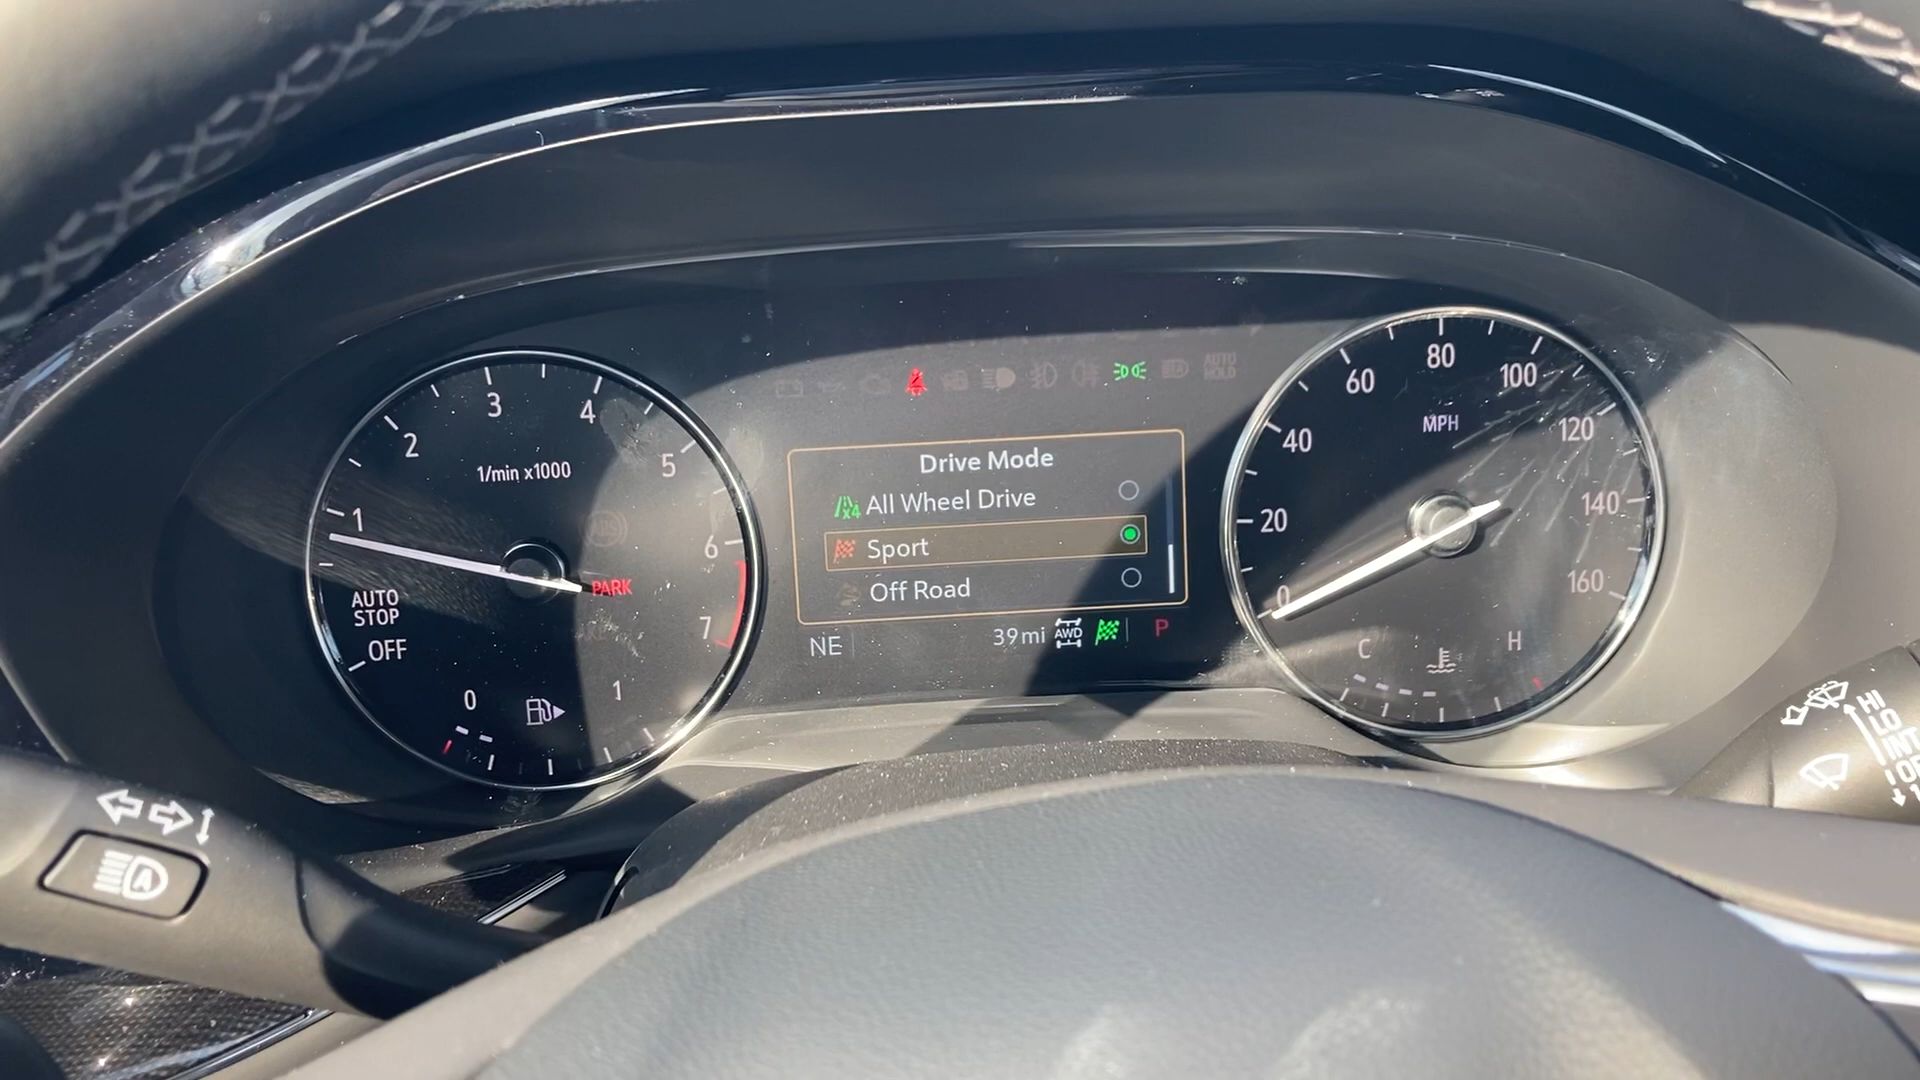 AUTO
HOLD
1/min x1000
1
2
3
4
5
6
7
PARK
AUTO
STOP
OFF
0
1
Drive Mode
x4 All Wheel Drive
Sport
Off Road
NE
39mi AWD P
MPH
0
20
40
60
80
100
120
140
160
C
H
A
HI
LO
INT